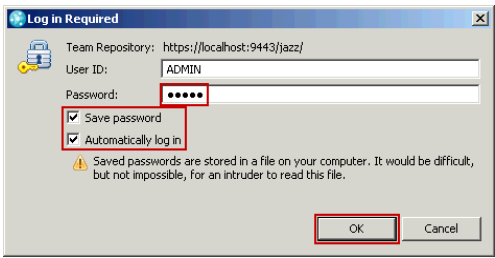 Log in Required
Team Repository: https://localhost:9443/jazz/
User ID: ADMIN
Password: •••••
Save password
Automatically log in
Saved passwords are stored in a file on your computer. It would be difficult,
but not impossible, for an intruder to read this file.
OK Cancel